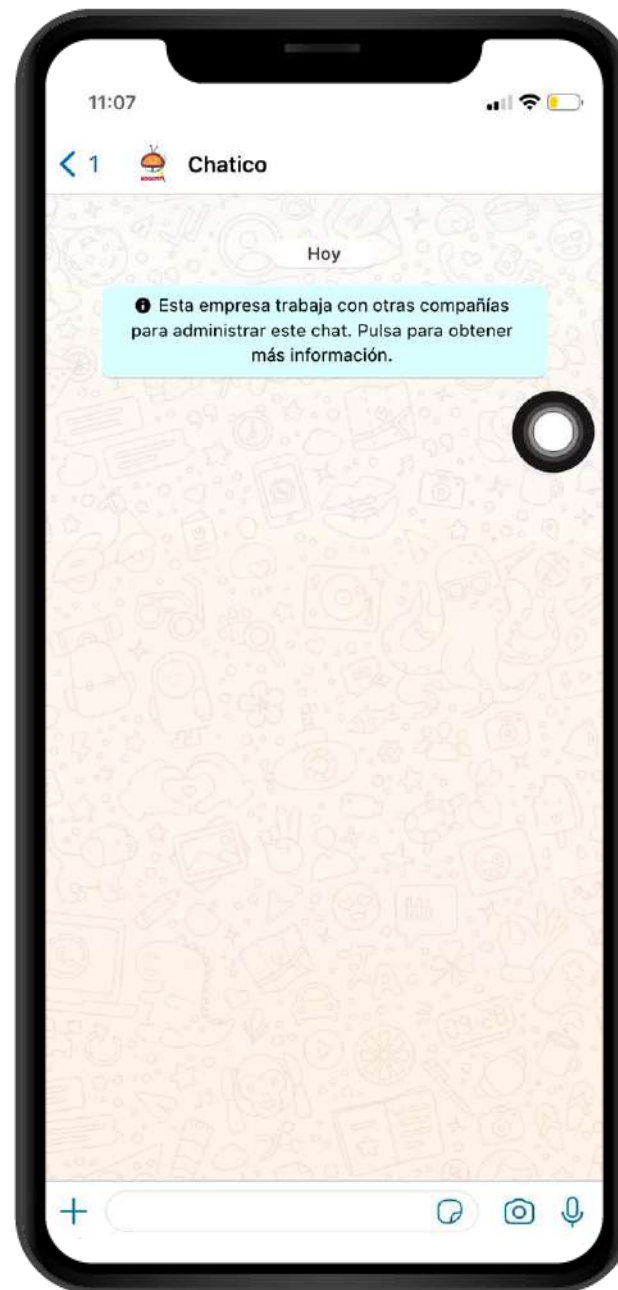 11:07
1
Chatico
Hoy
Esta empresa trabaja con otras compañías
para administrar este chat. Pulsa para obtener
más información.